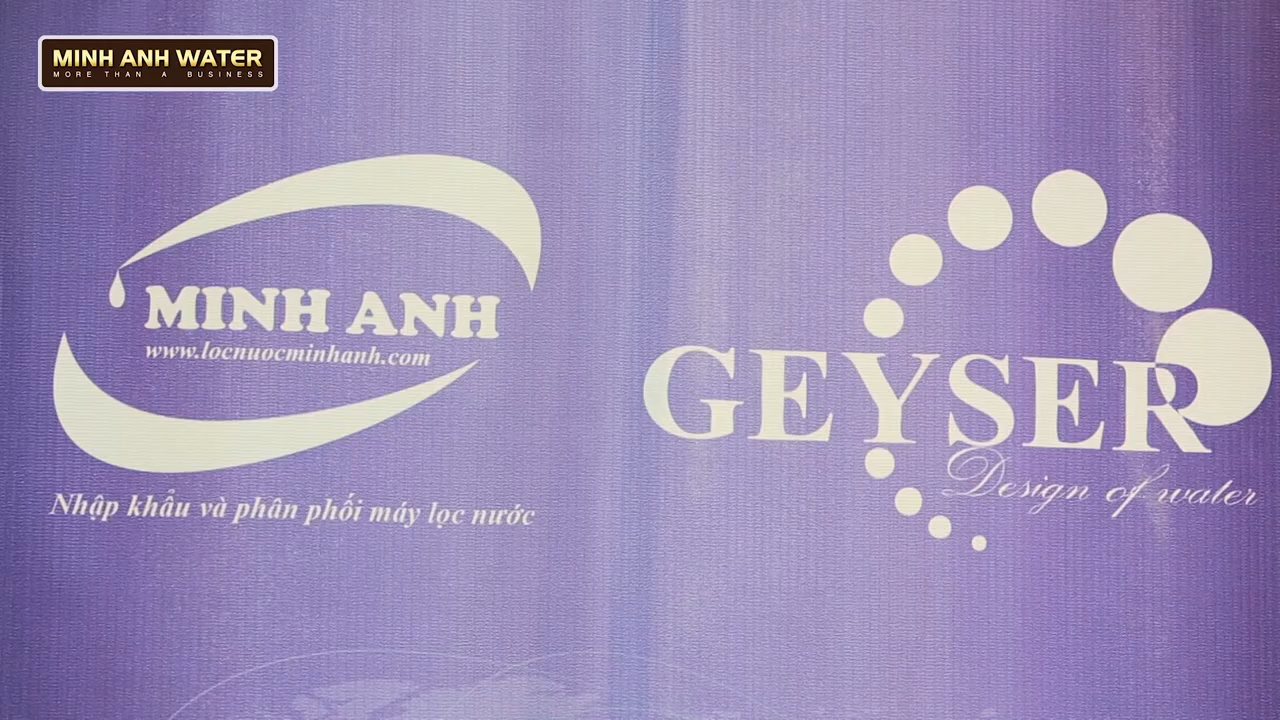 MINH ANH WATER
MORE THAN A BUSINESS
MINH ANH
www.locnuocminhanh.com
Nhập khẩu và phân phối máy lọc nước
GEYSER
Design of water